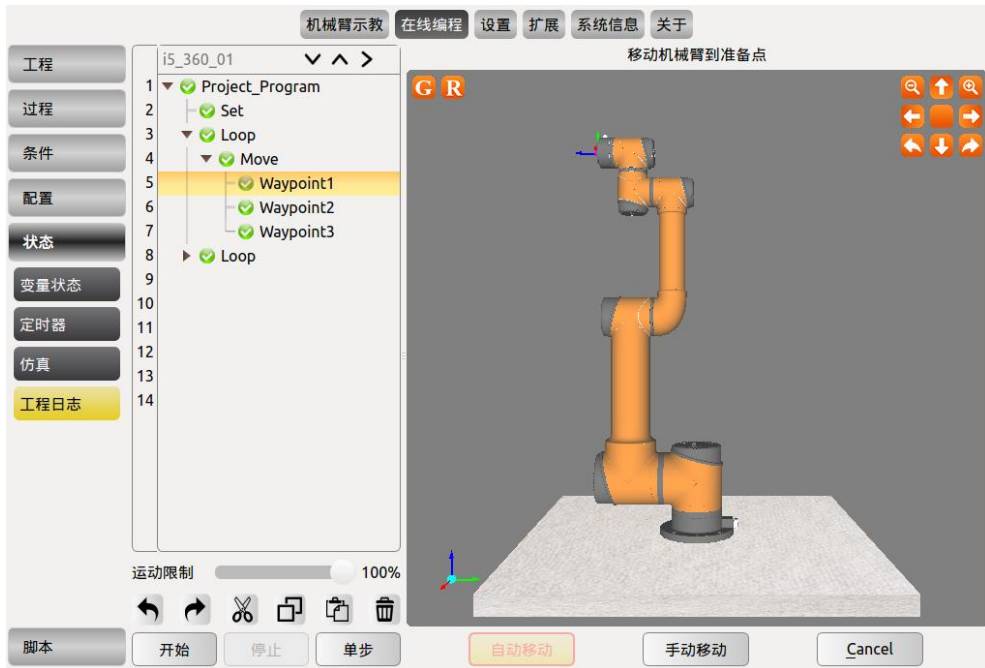 机械臂示教 在线编程 设置 扩展 系统信息 关于
工程
过程
条件
配置
状态
变量状态
定时器
仿真
工程日志
脚本
i5_360_01
1 Project_Program
2 Set
3 Loop
4 Move
5 Waypoint1
6 Waypoint2
7 Waypoint3
8 Loop
9
10
11
12
13
14
运动限制 100%
开始 停止 单步
移动机械臂到准备点
G R
自动移动 手动移动 Cancel